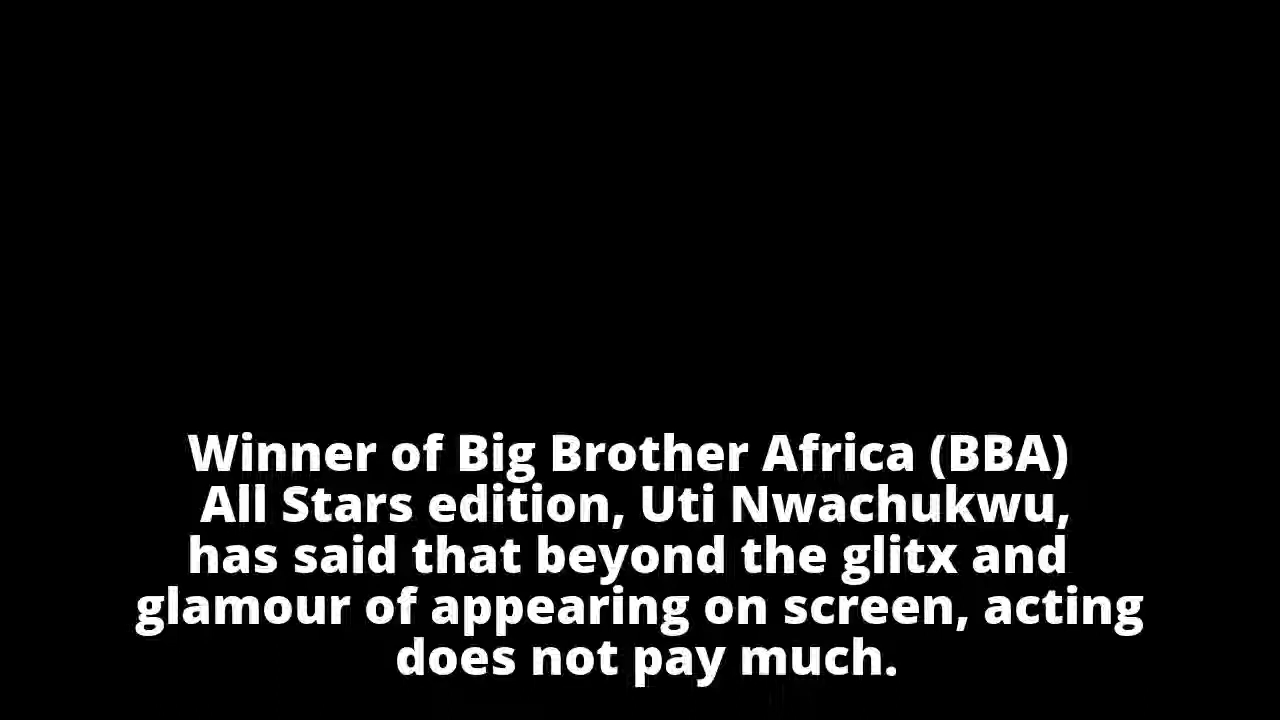 Winner of Big Brother Africa (BBA)
All Stars edition, Uti Nwachukwu,
has said that beyond the glitx and
glamour of appearing on screen, acting
does not pay much.